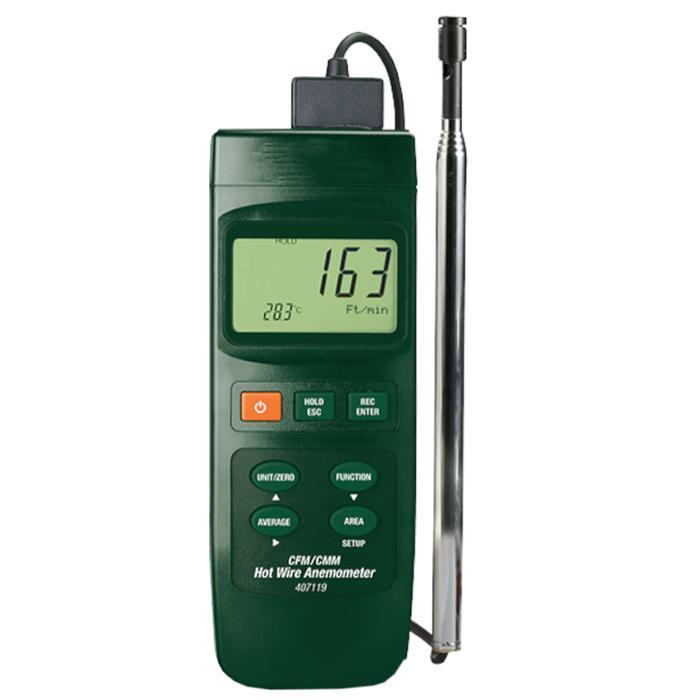 HOLD
163
283°C
Ft/min
HOLD
ESC
REC
ENTER
UNIT/ZERO
FUNCTION
AVERAGE
AREA
SETUP
CFM/CMM
Hot Wire Anemometer
407119